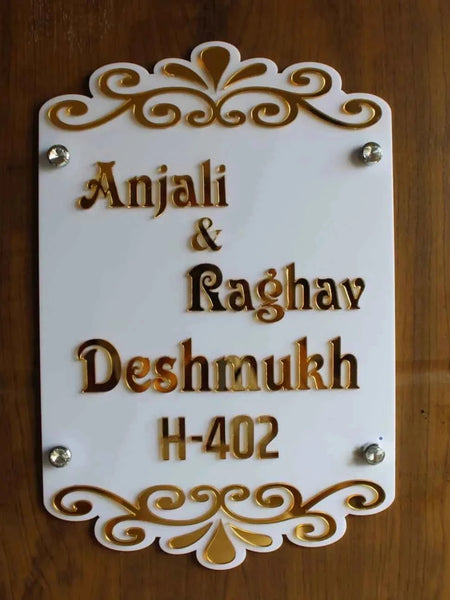 Anjali
&
Raghav
Deshmukh
H-402